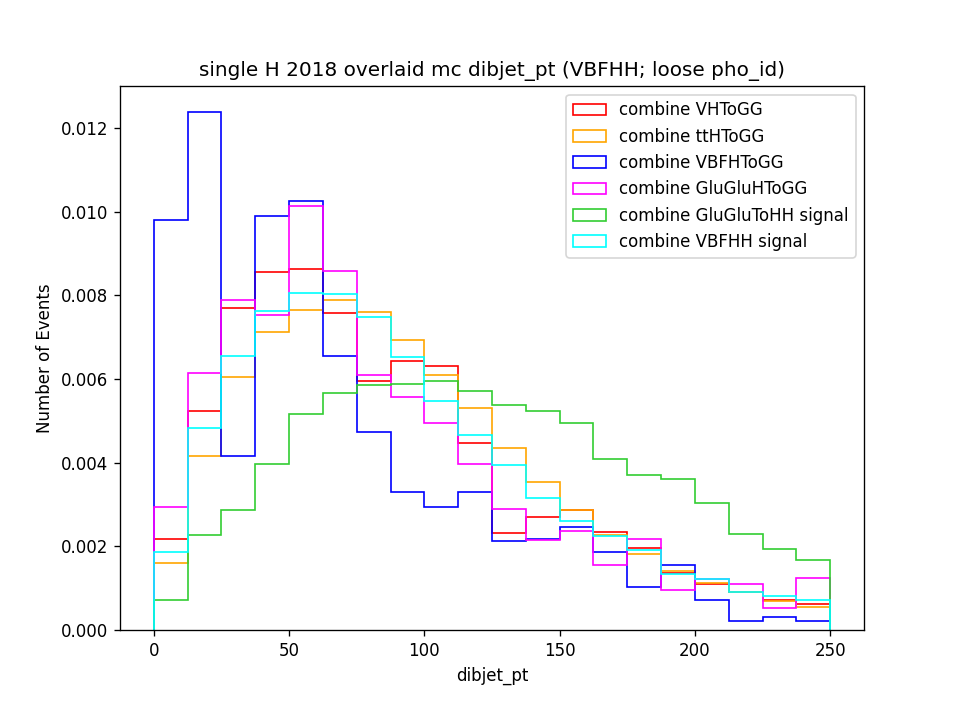 single H 2018 overlaid mc dibjet_pt (VBFHH; loose pho_id)
combine VHToGG
combine ttHToGG
combine VBFHToGG
combine GluGluHToGG
combine GluGluToHH signal
combine VBFHH signal
Number of Events
0.012
0.010
0.008
0.006
0.004
0.002
0.000
0 50 100 150 200 250
dibjet_pt